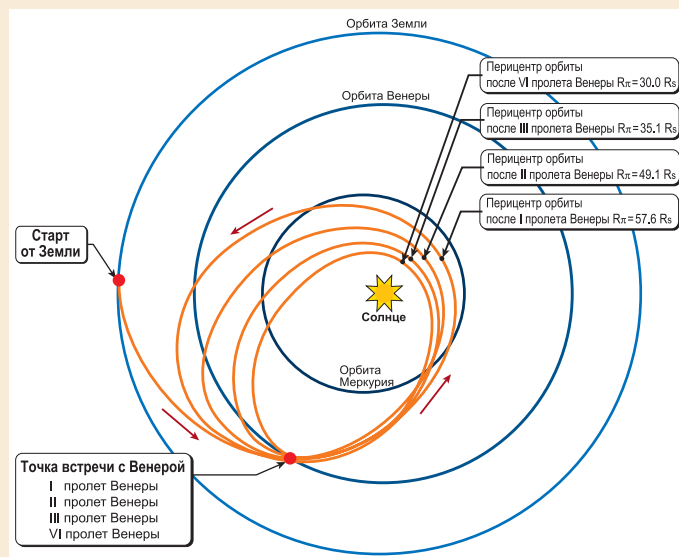 Орбита Земли
Перицентр орбиты
после VI пролета Венеры Rπ=30.0 Rs
Орбита Венеры
Перицентр орбиты
после III пролета Венеры Rπ=35.1 Rs
Перицентр орбиты
после II пролета Венеры Rπ=49.1 Rs
Перицентр орбиты
после I пролета Венеры Rπ=57.6 Rs
Старт
от Земли
Солнце
Орбита
Меркурия
Точка встречи с Венерой
I пролет Венеры
II пролет Венеры
III пролет Венеры
VI пролет Венеры